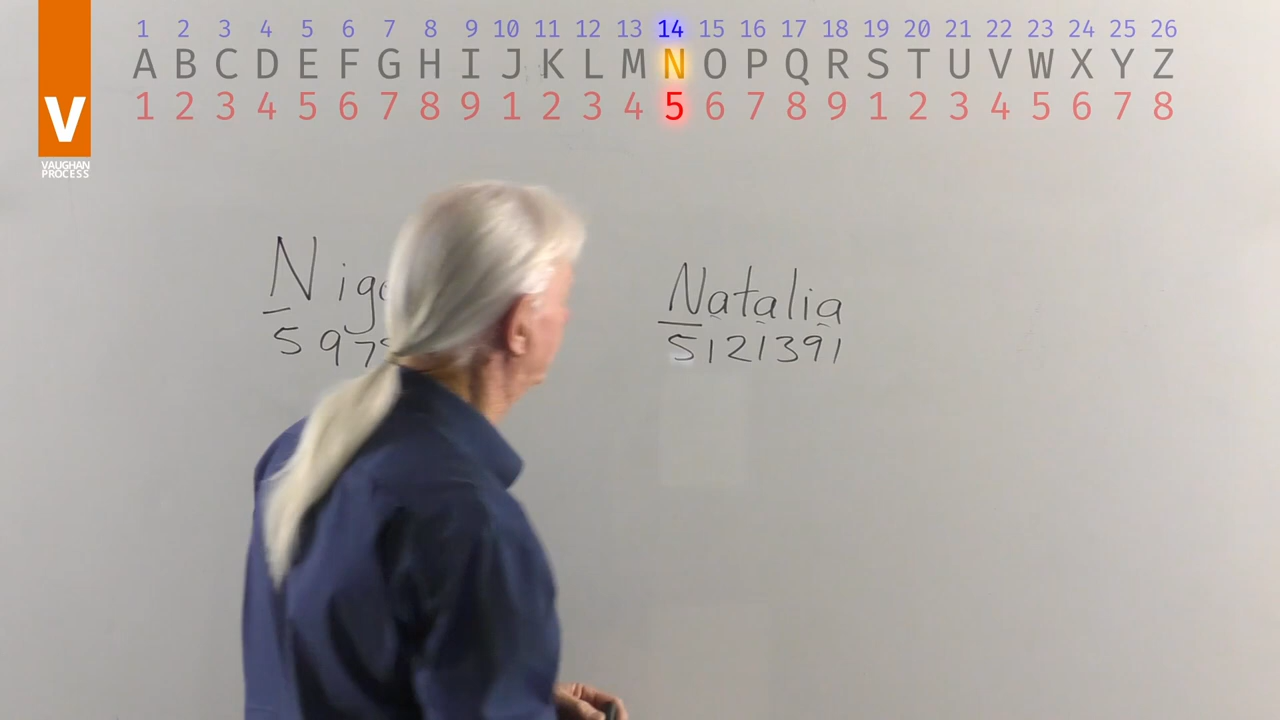 1 2 3 4 5 6 7 8 9 10 11 12 13 14 15 16 17 18 19 20 21 22 23 24 25 26
A B C D E F G H I J K L M N O P Q R S T U V W X Y Z
1 2 3 4 5 6 7 8 9 1 2 3 4 5 6 7 8 9 1 2 3 4 5 6 7 8
V
VAUGHAN
PROCESS
Natalia
597
5121391